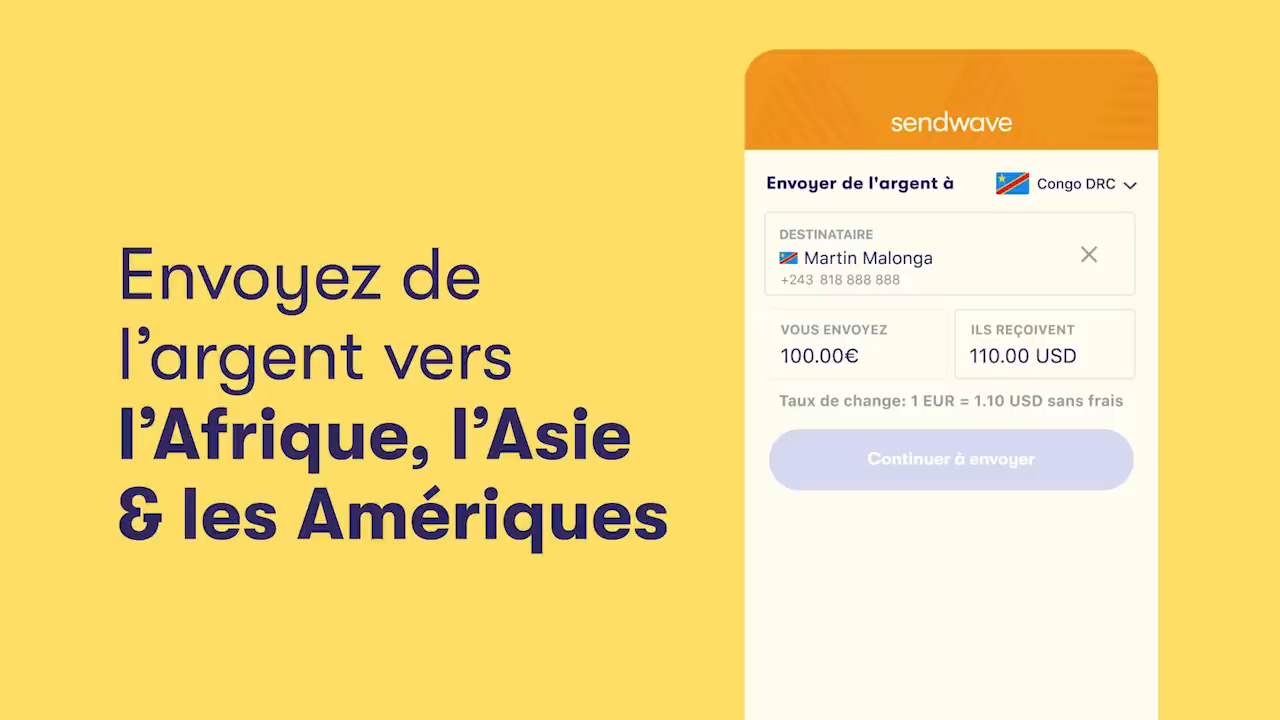 Envoyez de
l’argent vers
l’Afrique, l’Asie
& les Amériques
sendwave
Envoyer de l'argent à
Congo DRC
DESTINATAIRE
Martin Malonga
+243 818 888 888
VOUS ENVOYEZ
100.00€
ILS REÇOIVENT
110.00 USD
Taux de change: 1 EUR = 1.10 USD sans frais
Continuer à envoyer